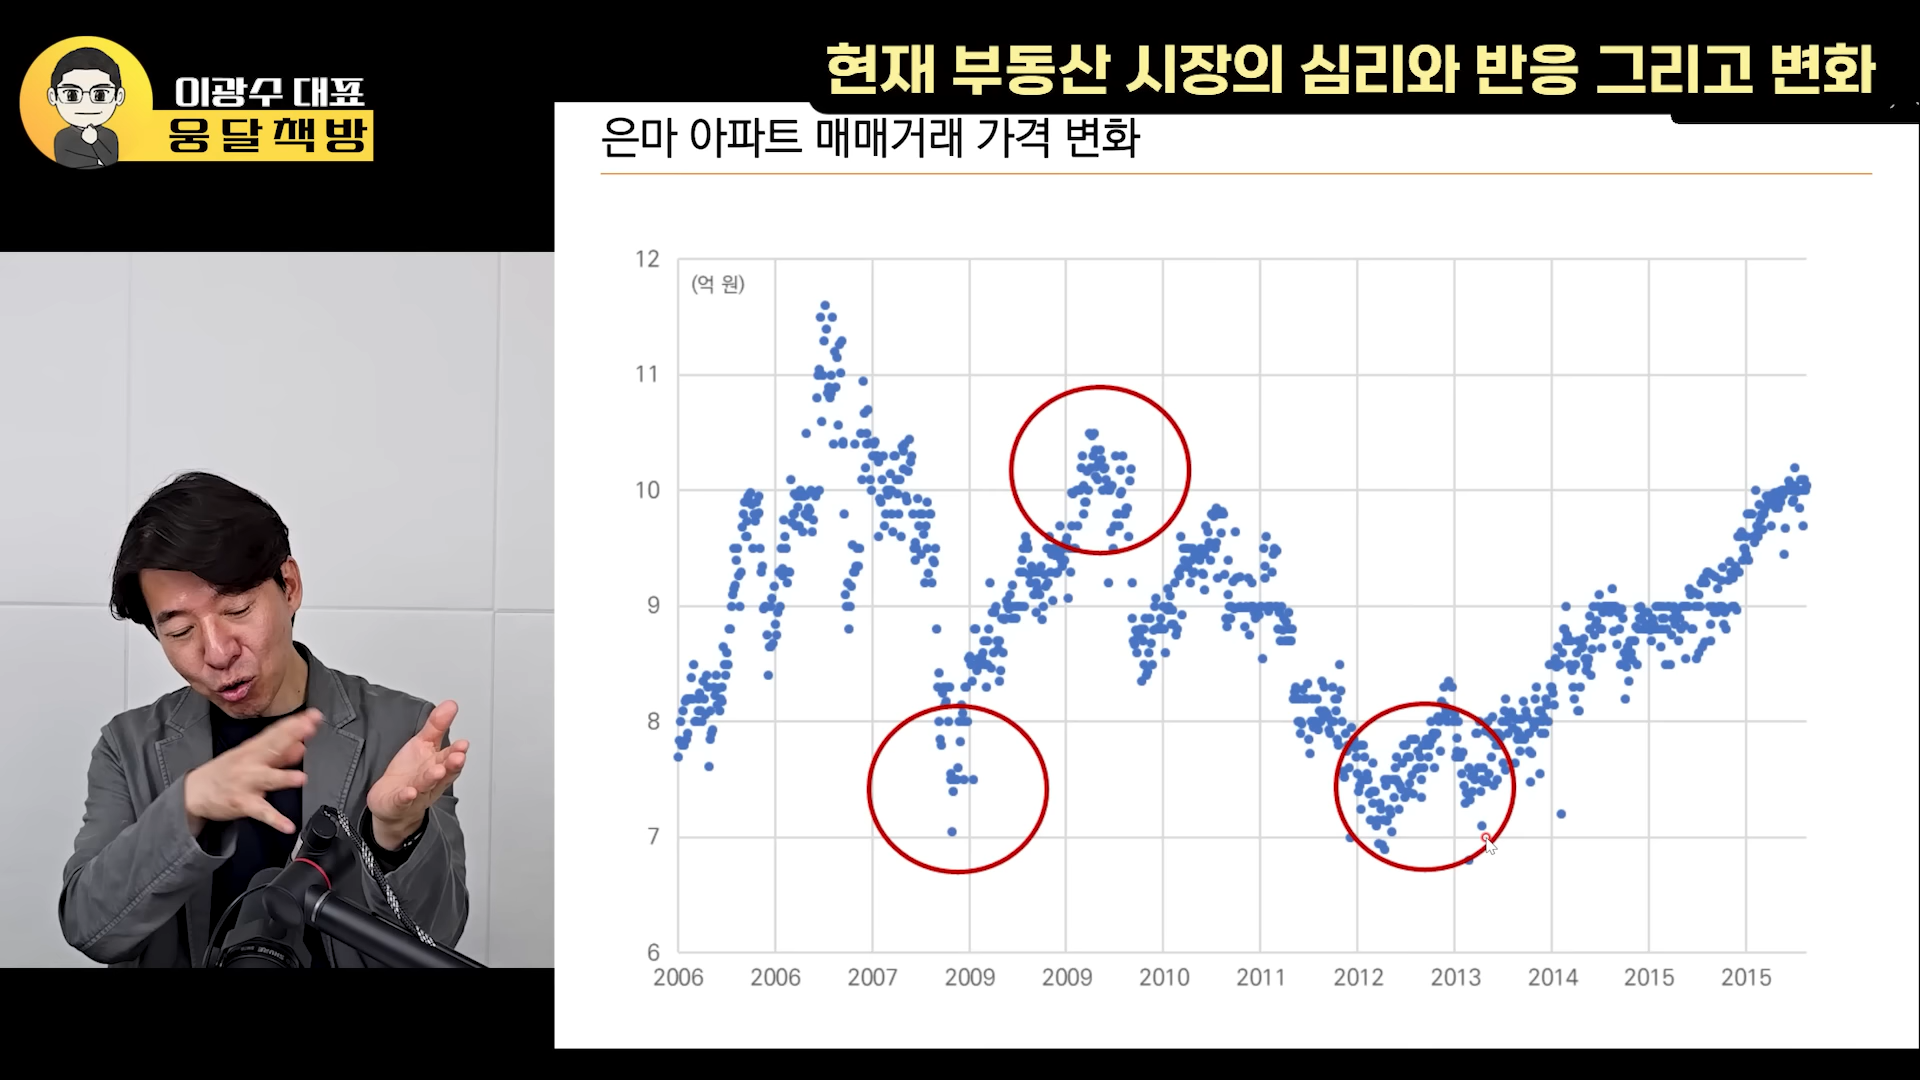 이광수 대표
웅달책방
현재 부동산 시장의 심리와 반응 그리고 변화
은마 아파트 매매거래 가격 변화
(억 원)
12
11
10
9
8
7
6
2006 2006 2007 2009 2009 2010 2011 2012 2013 2014 2015 2015